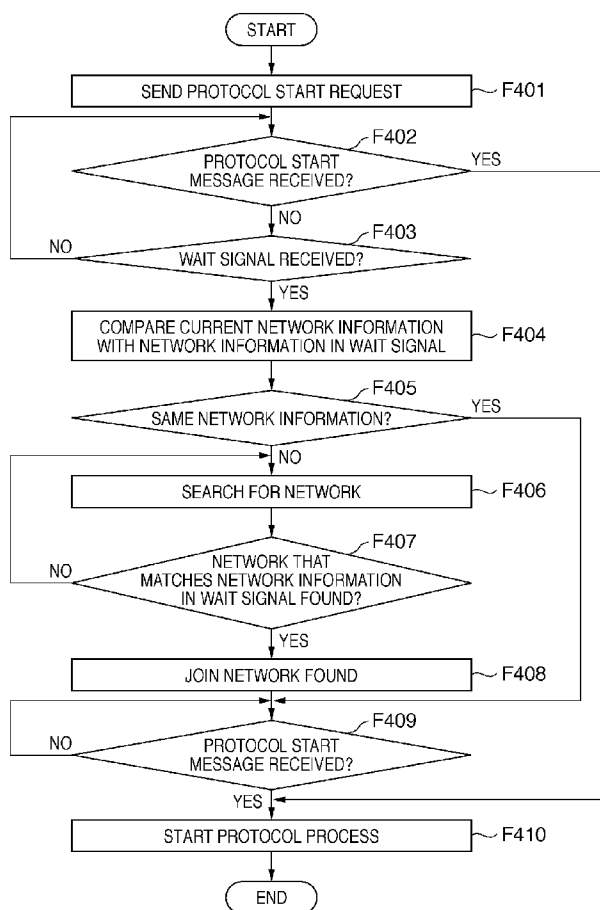 START
SEND PROTOCOL START REQUEST
F401
F402
PROTOCOL START
MESSAGE RECEIVED?
YES
NO
F403
NO
WAIT SIGNAL RECEIVED?
YES
COMPARE CURRENT NETWORK INFORMATION
WITH NETWORK INFORMATION IN WAIT SIGNAL
F404
F405
SAME NETWORK INFORMATION?
YES
NO
SEARCH FOR NETWORK
F406
F407
NETWORK THAT
MATCHES NETWORK INFORMATION
IN WAIT SIGNAL FOUND?
NO
YES
JOIN NETWORK FOUND
F408
F409
PROTOCOL START
MESSAGE RECEIVED?
NO
YES
START PROTOCOL PROCESS
F410
END